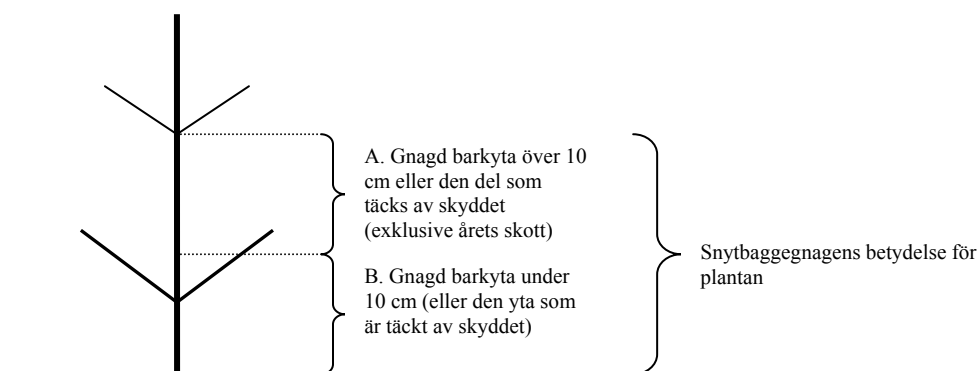 A. Gnagd barkyta över 10
cm eller den del som
täcks av skyddet
(exklusive årets skott)
B. Gnagd barkyta under
10 cm (eller den yta som
är täckt av skyddet)
Snytbaggegnagens betydelse för
plantan